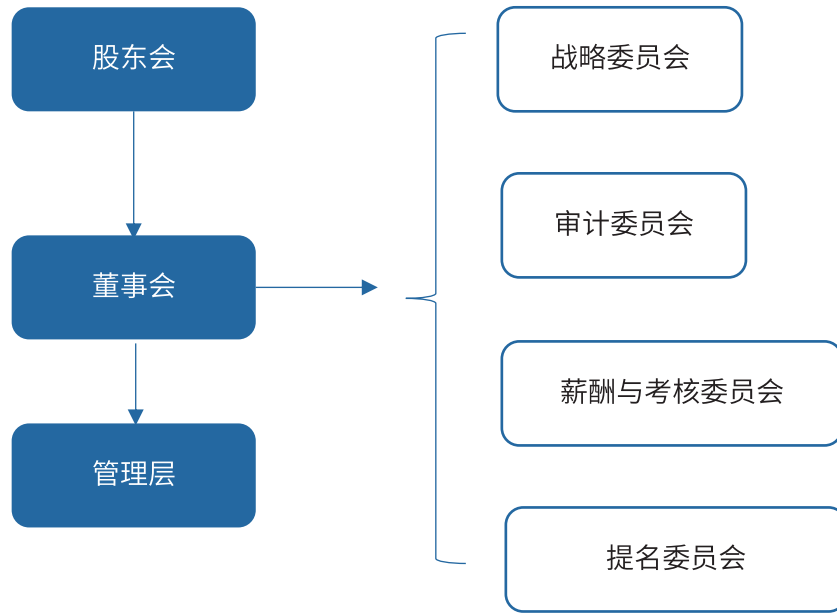 股东会
董事会
管理层
战略委员会
审计委员会
薪酬与考核委员会
提名委员会